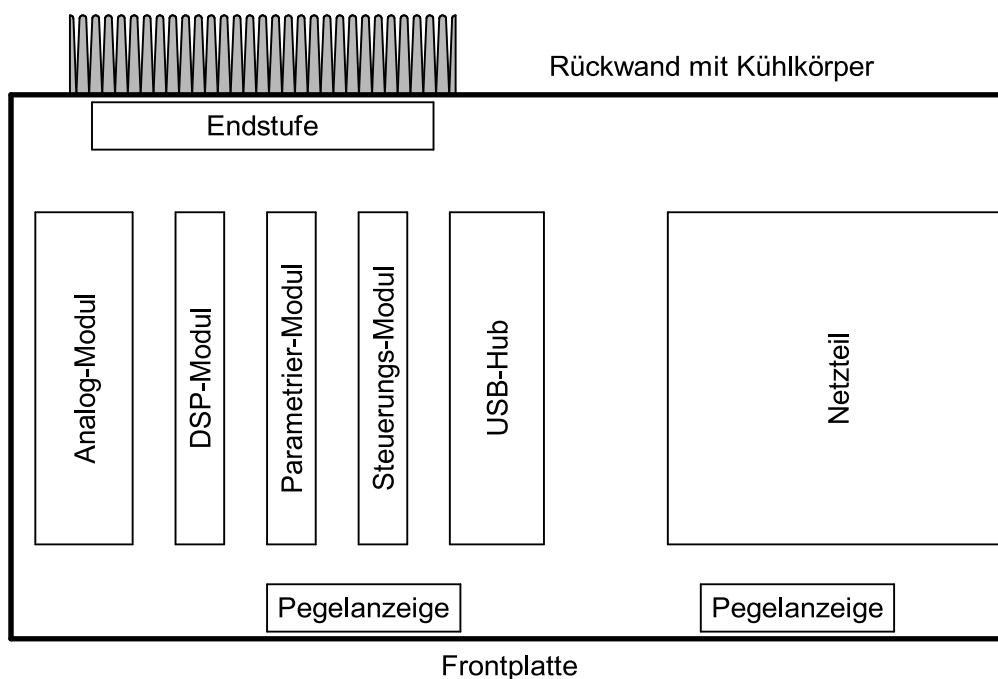 Rückwand mit Kühlkörper
Endstufe
Analog-Modul
DSP-Modul
Parametrier-Modul
Steuerungs-Modul
USB-Hub
Netzteil
Pegelanzeige
Pegelanzeige
Frontplatte